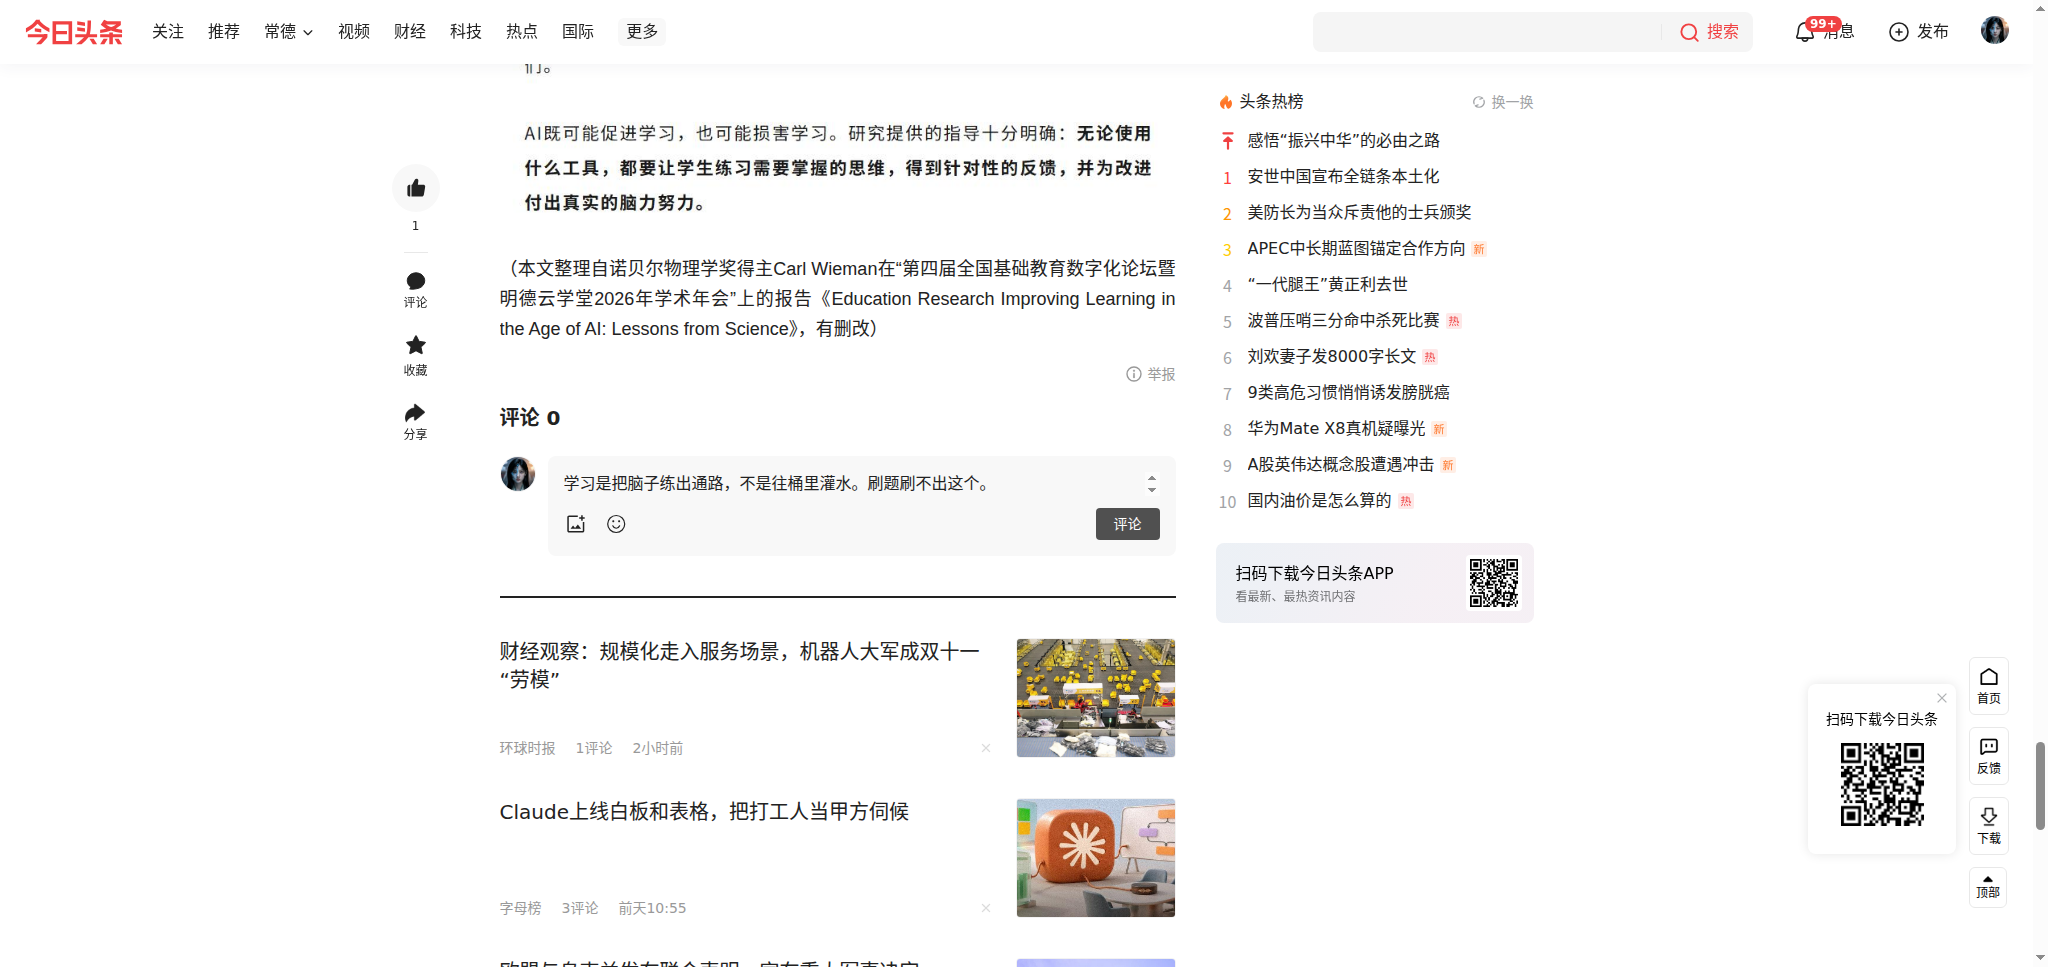 今日头条
关注 推荐 常德 视频 财经 科技 热点 国际 更多
搜索
99+
消息
发布
们。
AI既可能促进学习，也可能损害学习。研究提供的指导十分明确：无论使用
什么工具，都要让学生练习需要掌握的思维，得到针对性的反馈，并为改进
付出真实的脑力努力。
1
评论
收藏
分享
（本文整理自诺贝尔物理学奖得主Carl Wieman在“第四届全国基础教育数字化论坛暨
明德云学堂2026年学术年会”上的报告《Education Research Improving Learning in
the Age of AI: Lessons from Science》，有删改）
举报
评论 0
学习是把脑子练出通路，不是往桶里灌水。刷题刷不出这个。
评论
财经观察：规模化走入服务场景，机器人大军成双十一
“劳模”
环球时报 1评论 2小时前
Claude上线白板和表格，把打工人当甲方伺候
字母榜 3评论 前天10:55
头条热榜
换一换
感悟“振兴中华”的必由之路
1 安世中国宣布全链条本土化
2 美防长为当众斥责他的士兵颁奖
3 APEC中长期蓝图锚定合作方向 新
4 “一代腿王”黄正利去世
5 波普压哨三分命中杀死比赛 热
6 刘欢妻子发8000字长文 热
7 9类高危习惯悄悄诱发膀胱癌
8 华为Mate X8真机疑曝光 新
9 A股英伟达概念股遭遇冲击 新
10 国内油价是怎么算的 热
扫码下载今日头条APP
看最新、最热资讯内容
扫码下载今日头条
首页
反馈
下载
顶部